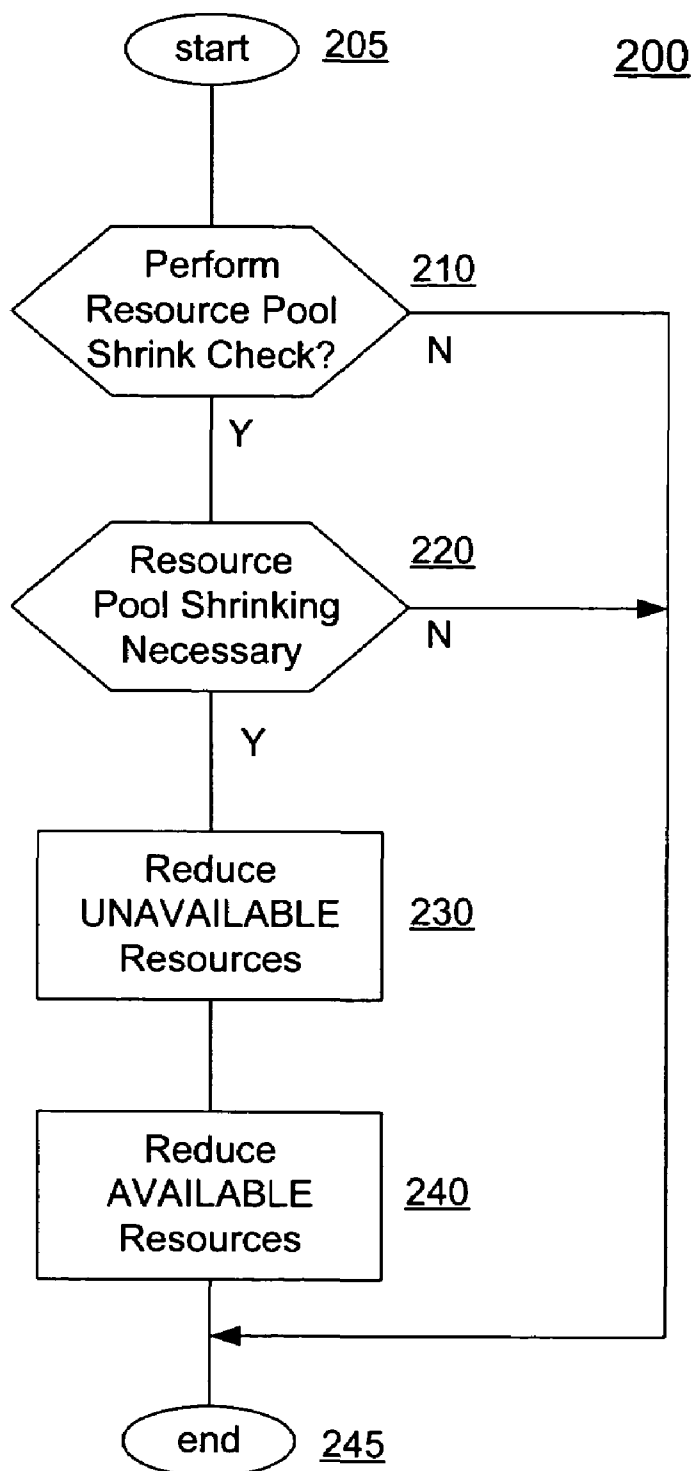 start 205
200
Perform
Resource Pool
Shrink Check?
210
N
Y
Resource
Pool Shrinking
Necessary
220
N
Y
Reduce
UNAVAILABLE
Resources
230
Reduce
AVAILABLE
Resources
240
end 245